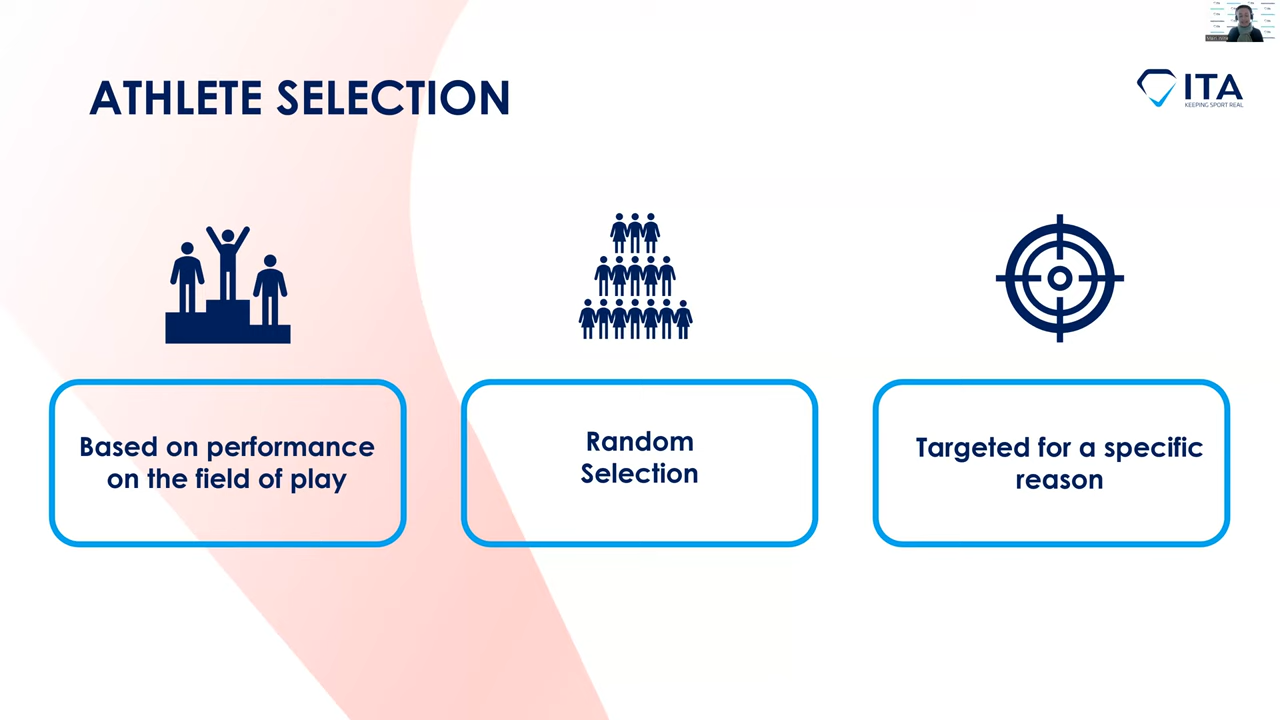 ATHLETE SELECTION
ITA
KEEPING SPORT REAL
Based on performance
on the field of play
Random
Selection
Targeted for a specific
reason